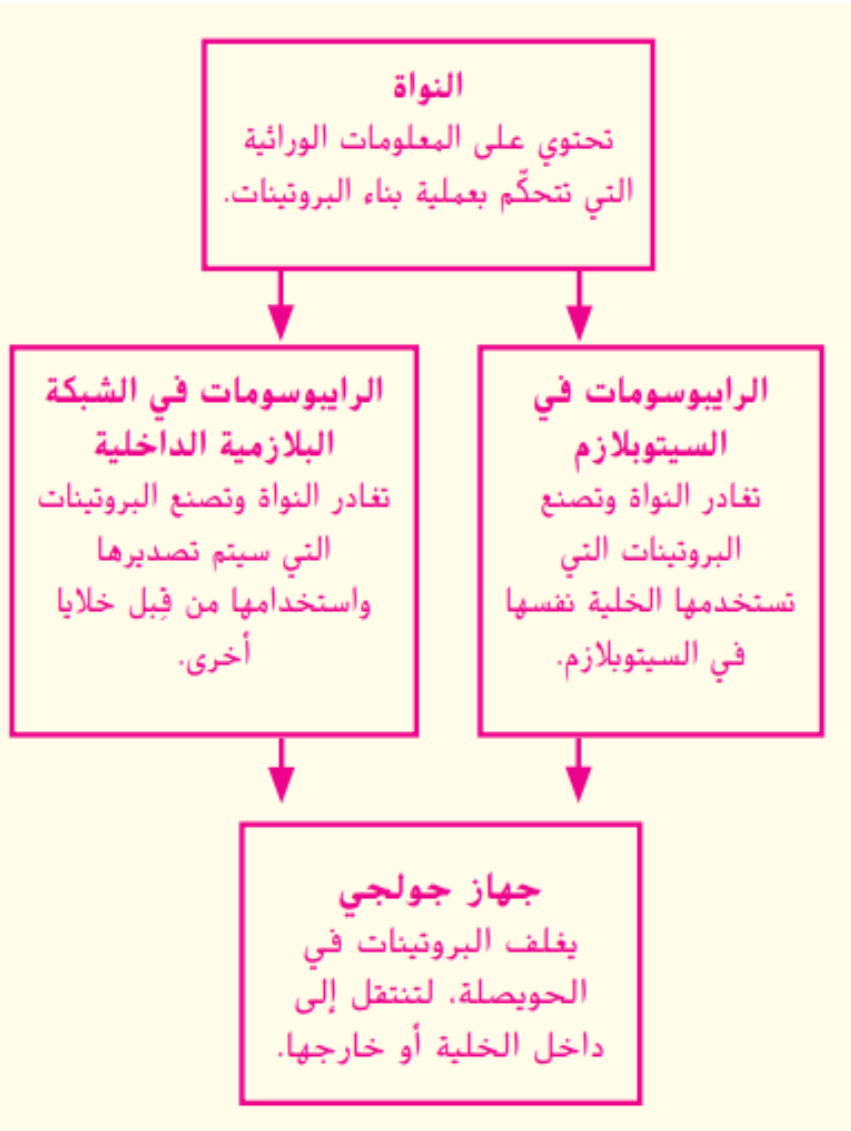 النواة
تحتوي على المعلومات الوراثية
التي تتحكّم بعملية بناء البروتينات.
الرايبوسومات في
السيتوبلازم
تغادر النواة وتصنع
البروتينات التي
تستخدمها الخلية نفسها
في السيتوبلازم.
الرايبوسومات في الشبكة
البلازمية الداخلية
تغادر النواة وتصنع البروتينات
التي سيتم تصديرها
واستخدامها من قِبل خلايا
أخرى.
جهاز جولجي
يغلف البروتينات في
الحويصلة، لتنتقل إلى
داخل الخلية أو خارجها.